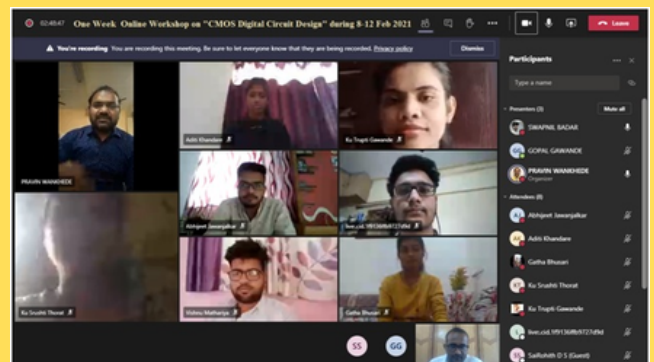 02:48:47 One Week Online Workshop on "CMOS Digital Circuit Design" during 8-12 Feb 2021
Leave
You're recording You are recording this meeting. Be sure to let everyone know that they are being recorded. Privacy policy
Dismiss
Participants
Type a name
Presenters (3)
Mute all
SWAPNIL BADAR
GG GOPAL GAWANDE
PRAVIN WANKHEDE
Organizer
Attendees (8)
Abhijeet Jawanjalkar
Aditi Khandare
Gatha Bhusari
Ku Srushti Thorat
Ku Trupti Gawande
SaiRohith D S (Guest)
PRAVIN WANKHEDE
Aditi Khandare
Ku Trupti Gawande
Abhijeet Jawanjalkar
Ku Srushti Thorat
Vishnu Mathariya
Gatha Bhusari
SS
GG